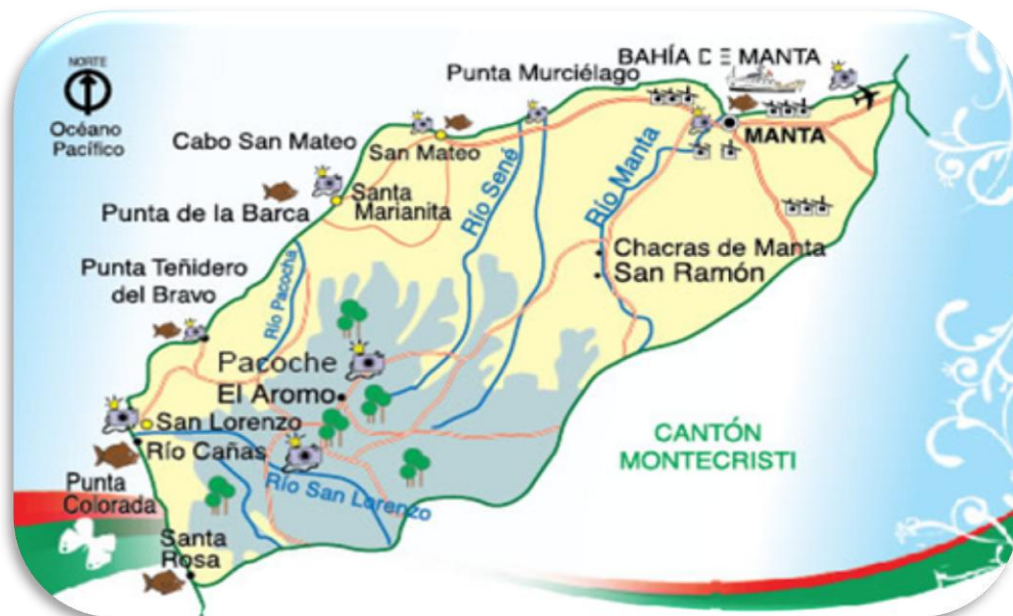 NORTE
Océano
Pacífico
BAHÍA DE MANTA
Punta Murciélago
MANTA
Cabo San Mateo
San Mateo
Río Sené
Río Manta
Santa
Marianita
Punta de la Barca
Chacras de Manta
San Ramón
Punta Teñidero
del Bravo
Río Pacocha
Pacoche
El Aromo
San Lorenzo
Río Cañas
CANTÓN
MONTECRISTI
Punta
Colorada
Río San Lorenzo
Santa
Rosa